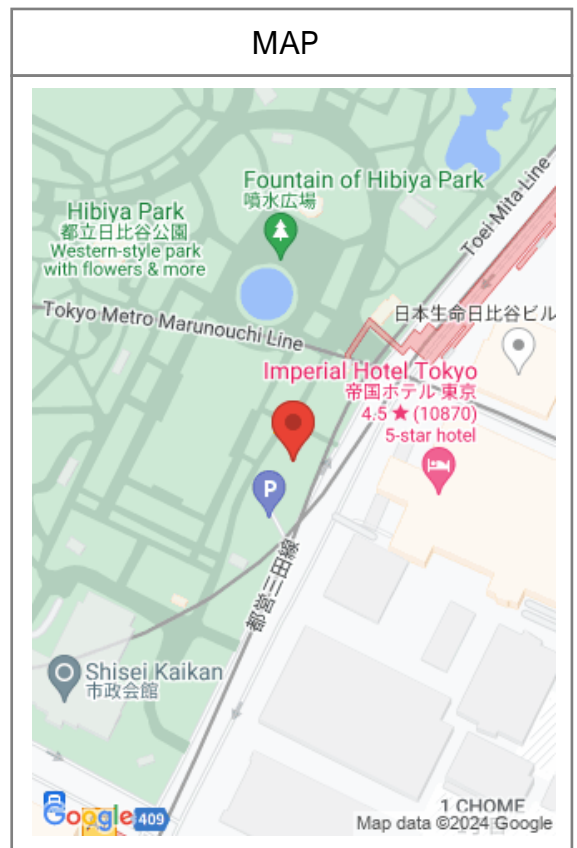 MAP
Fountain of Hibiya Park
噴水広場
Hibiya Park
都立日比谷公園
Western-style park
with flowers & more
Toei Mita Line
Tokyo Metro Marunouchi Line
日本生命日比谷ビル
Imperial Hotel Tokyo
帝国ホテル 東京
4.5 ★ (10870)
5-star hotel
P
都営三田線
Shisei Kaikan
市政会館
Google
409
1 CHOME
Map data ©2024 Google